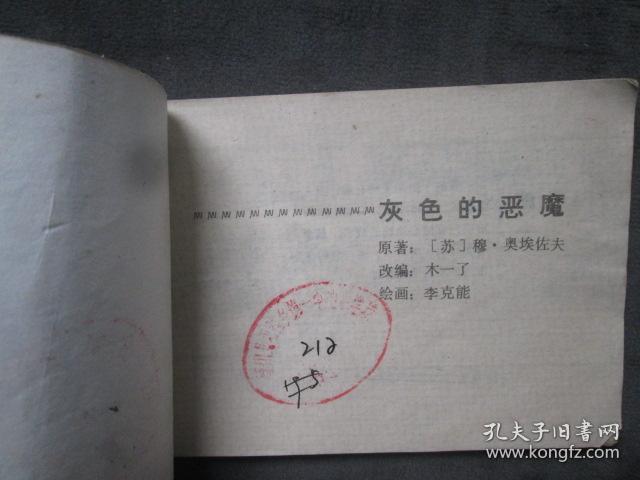 灰色的恶魔
原著：［苏］穆·奥埃佐夫
改编：木一了
绘画：李克能
212
孔夫子旧书网
www.kongfz.com